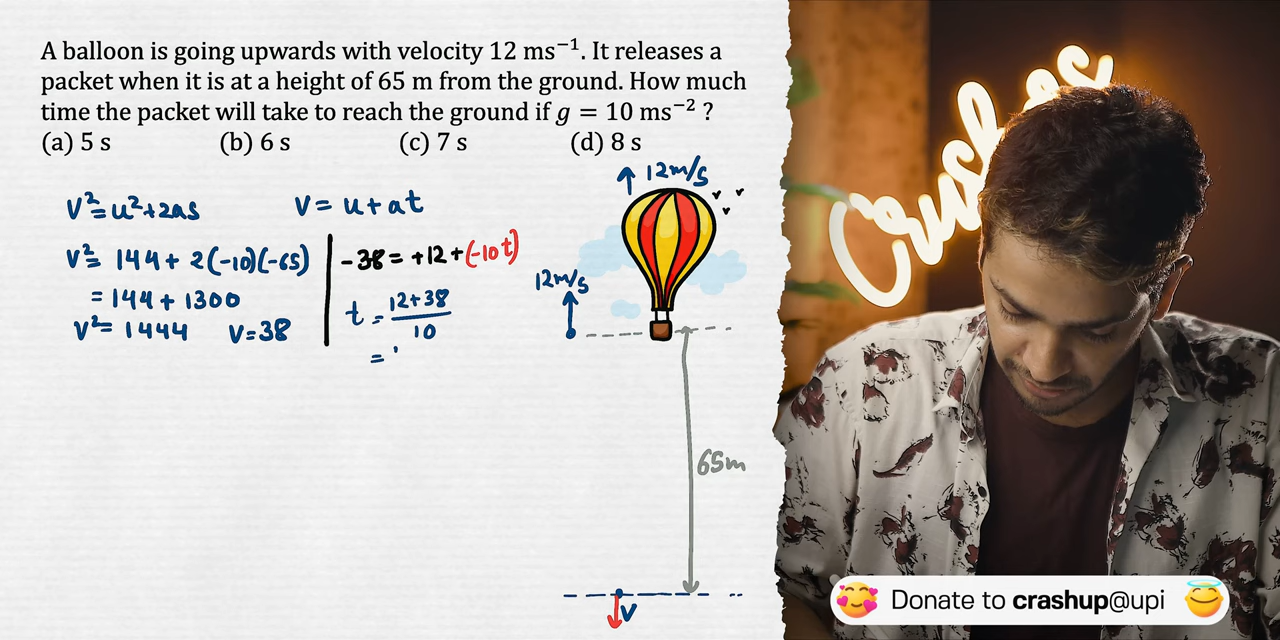 A balloon is going upwards with velocity 12 ms⁻¹. It releases a
packet when it is at a height of 65 m from the ground. How much
time the packet will take to reach the ground if g = 10 ms⁻² ?
(a) 5 s (b) 6 s (c) 7 s (d) 8 s
V² = u² + 2as
V² = 144 + 2(-10)(-65)
= 144 + 1300
V² = 1444 V = 38
V = u + at
-38 = +12 + (-10t)
t = 12+38 / 10
=
12m/s
12m/s
65m
V
Crush
Donate to crashup@upi